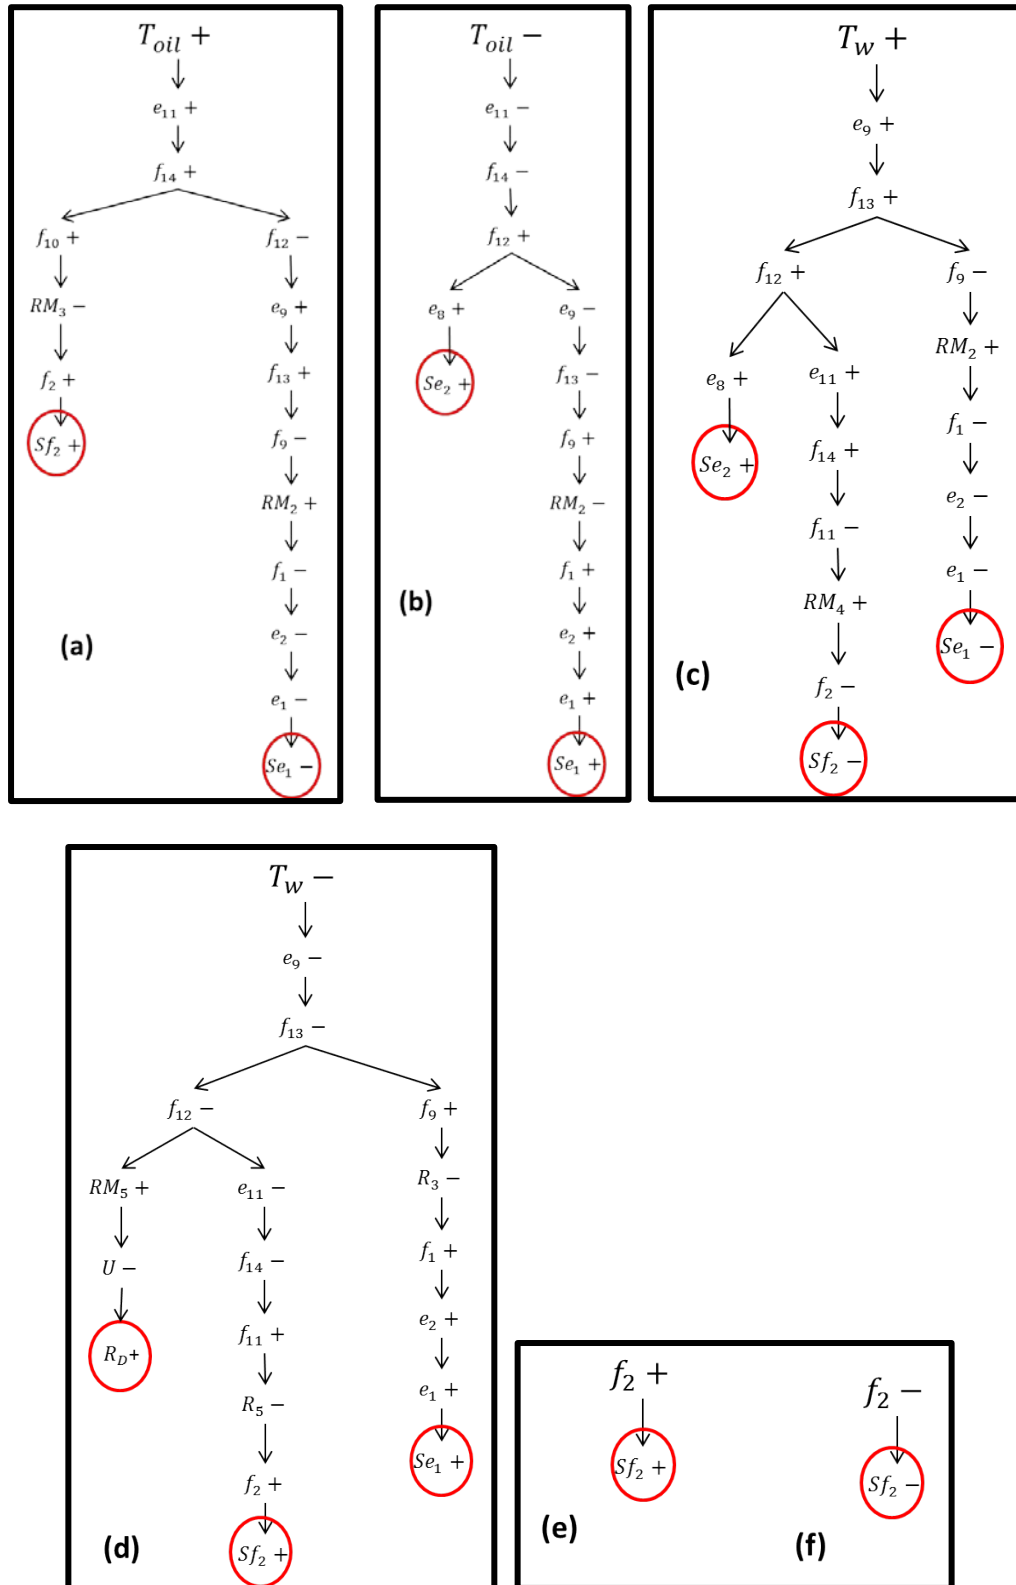 T_oil +
e_11 +
f_14 +
f_10 + f_12 −
RM_3 − e_9 +
f_2 + f_13 +
Sf_2 + f_9 −
RM_2 +
f_1 −
e_2 −
e_1 −
Se_1 −
(a)
T_oil −
e_11 −
f_14 −
f_12 +
e_8 + e_9 −
Se_2 + f_13 −
f_9 +
RM_2 −
f_1 +
e_2 +
e_1 +
Se_1 +
(b)
T_w +
e_9 +
f_13 +
f_12 + f_9 −
RM_2 +
e_8 + e_11 + f_1 −
Se_2 + f_14 + e_2 −
f_11 − e_1 −
RM_4 + Se_1 −
f_2 −
Sf_2 −
(c)
T_w −
e_9 −
f_13 −
f_12 − f_9 +
RM_5 + e_11 − R_3 −
U − f_14 − f_1 +
R_D+ f_11 + e_2 +
R_5 − e_1 +
f_2 + Se_1 +
Sf_2 +
(d)
f_2 +
Sf_2 +
(e)
f_2 −
Sf_2 −
(f)